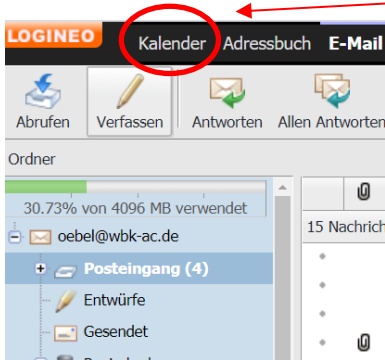 LOGINEO
Kalender Adressbuch E-Mail
Abrufen Verfassen Antworten Allen Antworten
Ordner
30.73% von 4096 MB verwendet
15 Nachrich
oebel@wbk-ac.de
Posteingang (4)
Entwürfe
Gesendet